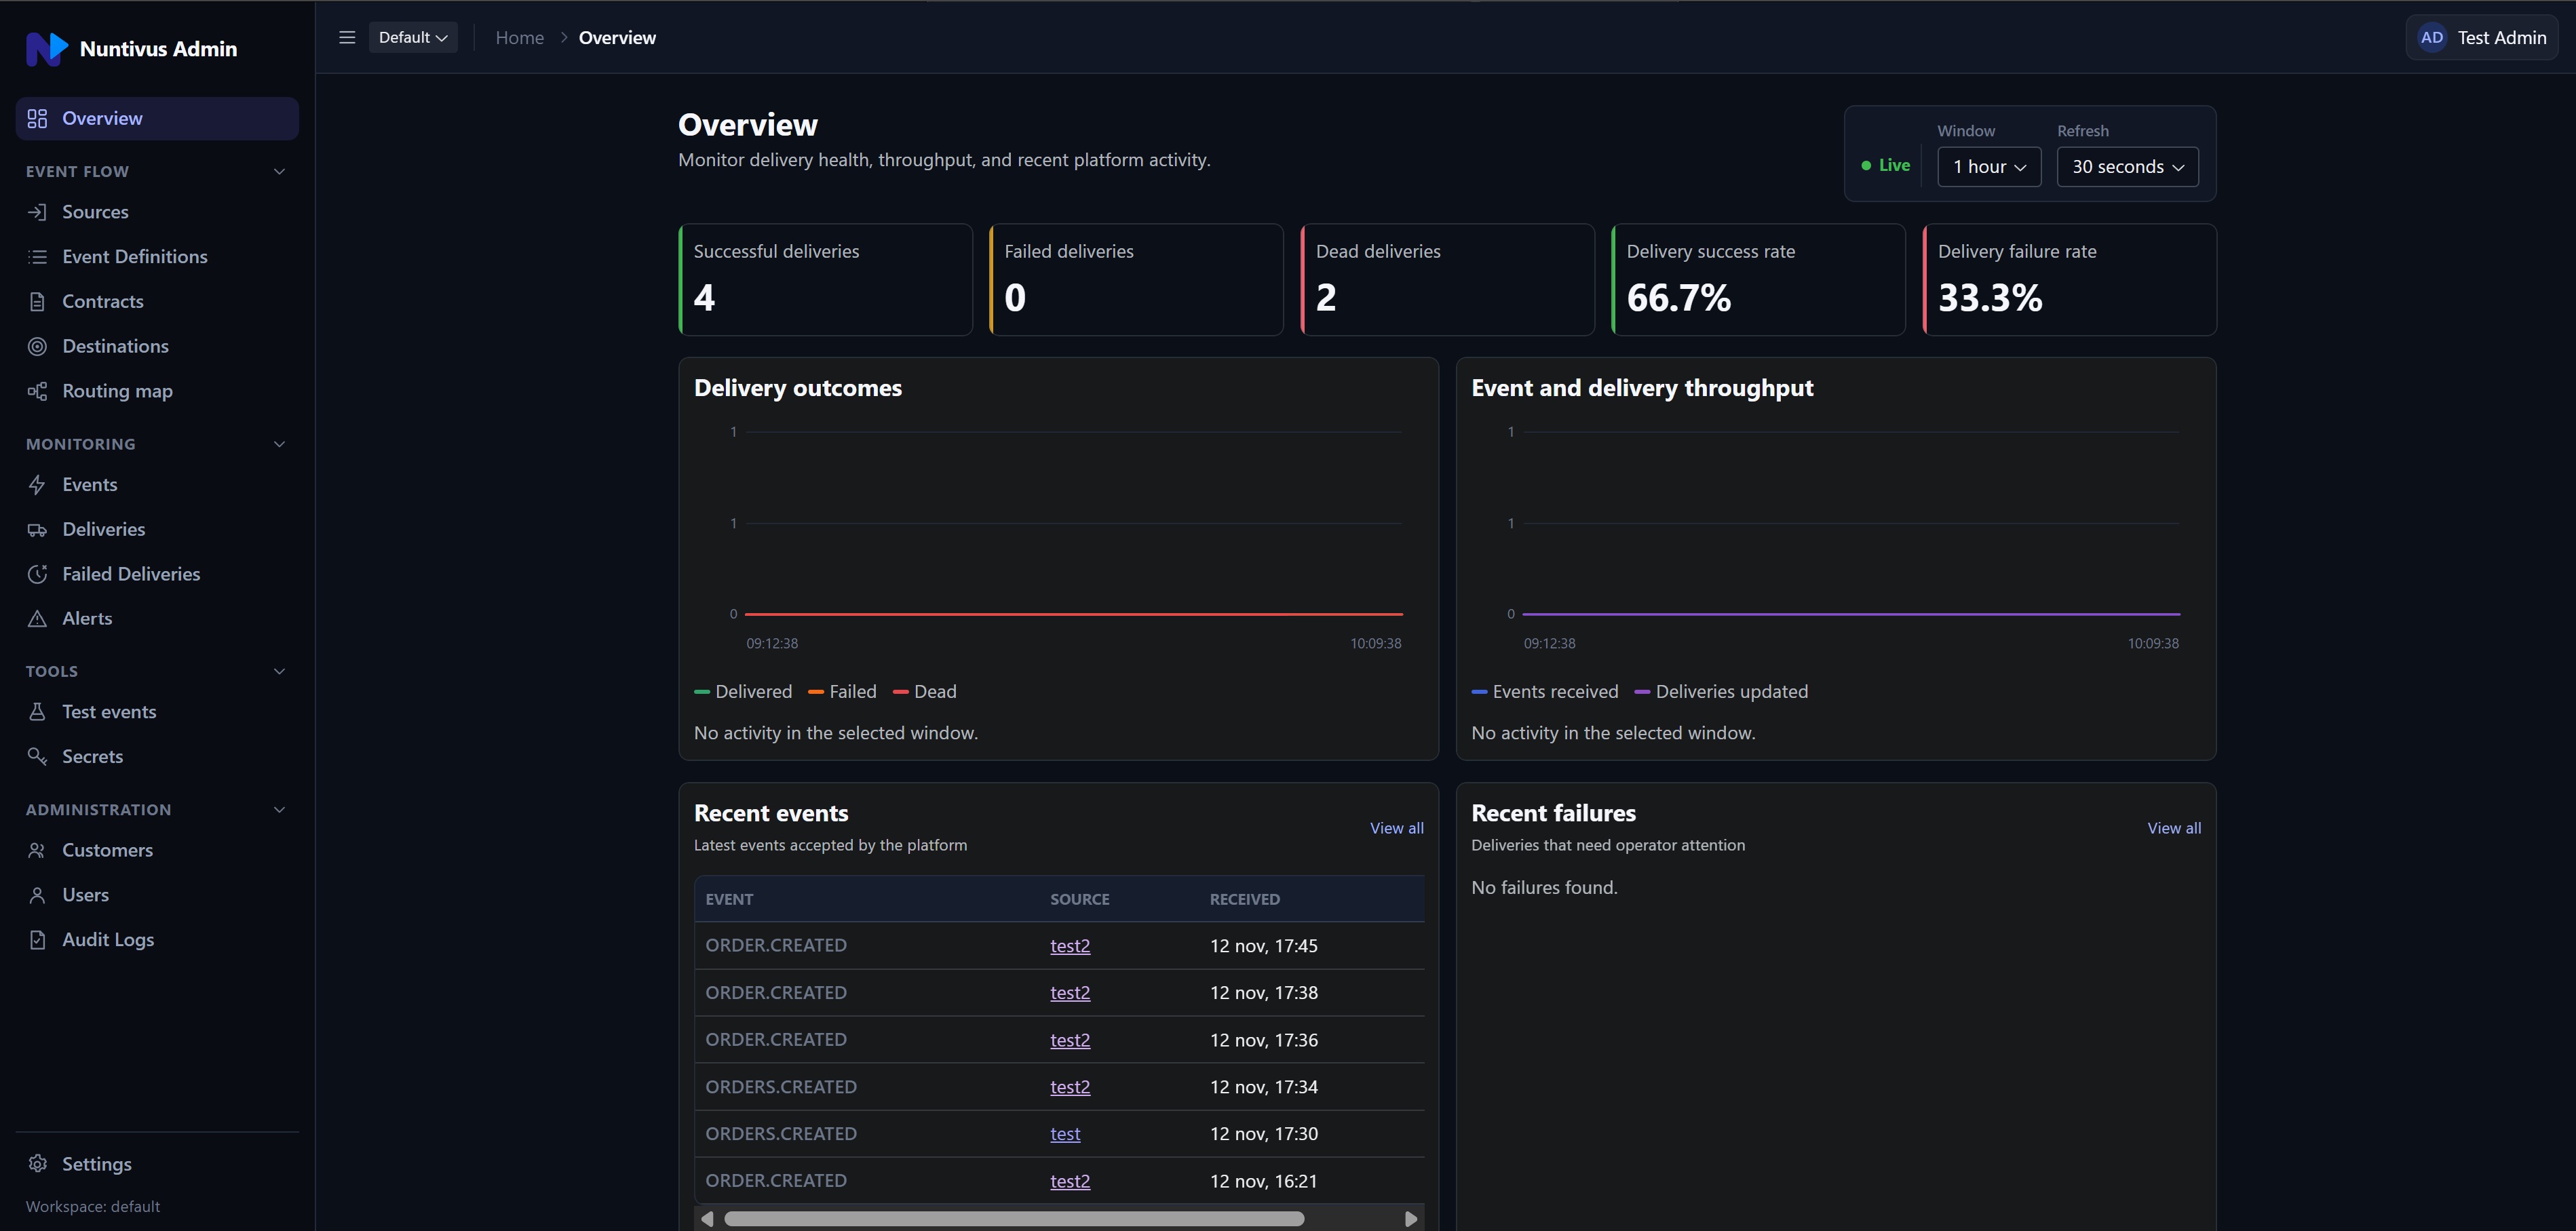 Nuntivus Admin
Default
Home > Overview
AD Test Admin
Overview
EVENT FLOW
Sources
Event Definitions
Contracts
Destinations
Routing map
MONITORING
Events
Deliveries
Failed Deliveries
Alerts
TOOLS
Test events
Secrets
ADMINISTRATION
Customers
Users
Audit Logs
Settings
Workspace: default
Overview
Monitor delivery health, throughput, and recent platform activity.
Live
Window
1 hour
Refresh
30 seconds
Successful deliveries
4
Failed deliveries
0
Dead deliveries
2
Delivery success rate
66.7%
Delivery failure rate
33.3%
Delivery outcomes
1
1
0
09:12:38 10:09:38
Delivered Failed Dead
No activity in the selected window.
Event and delivery throughput
1
1
0
09:12:38 10:09:38
Events received Deliveries updated
No activity in the selected window.
Recent events
Latest events accepted by the platform
View all
EVENT SOURCE RECEIVED
ORDER.CREATED test2 12 nov, 17:45
ORDER.CREATED test2 12 nov, 17:38
ORDER.CREATED test2 12 nov, 17:36
ORDERS.CREATED test2 12 nov, 17:34
ORDERS.CREATED test 12 nov, 17:30
ORDER.CREATED test2 12 nov, 16:21
Recent failures
Deliveries that need operator attention
View all
No failures found.